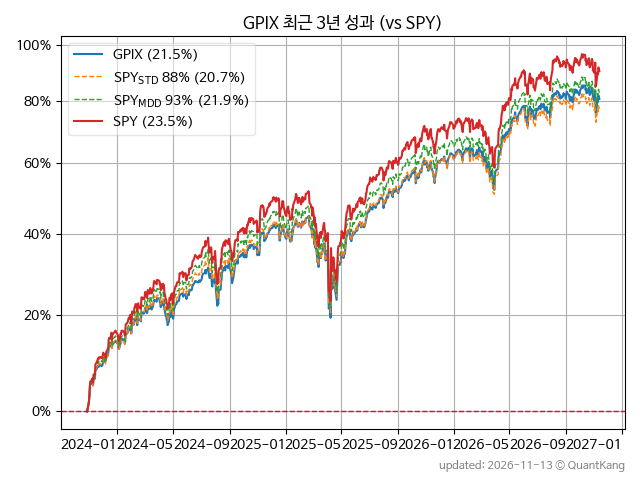 GPIX 최근 3년 성과 (vs SPY)
100%
80%
60%
40%
20%
0%
GPIX (21.5%)
SPYSTD 88% (20.7%)
SPYMDD 93% (21.9%)
SPY (23.5%)
2024-01 2024-05 2024-09 2025-01 2025-05 2025-09 2026-01 2026-05 2026-09 2027-01
updated: 2026-11-13 © QuantKang